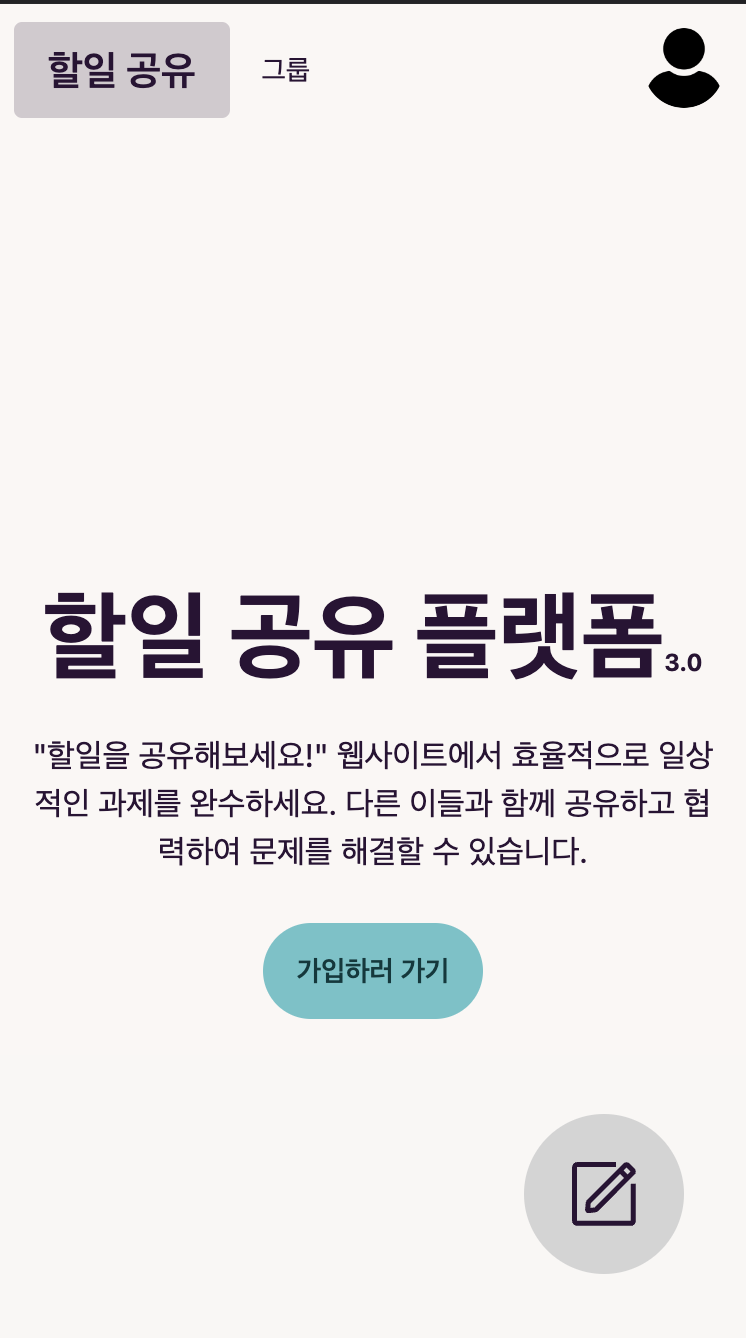 할일 공유
그룹
할일 공유 플랫폼3.0
"할일을 공유해보세요!" 웹사이트에서 효율적으로 일상
적인 과제를 완수하세요. 다른 이들과 함께 공유하고 협
력하여 문제를 해결할 수 있습니다.
가입하러 가기